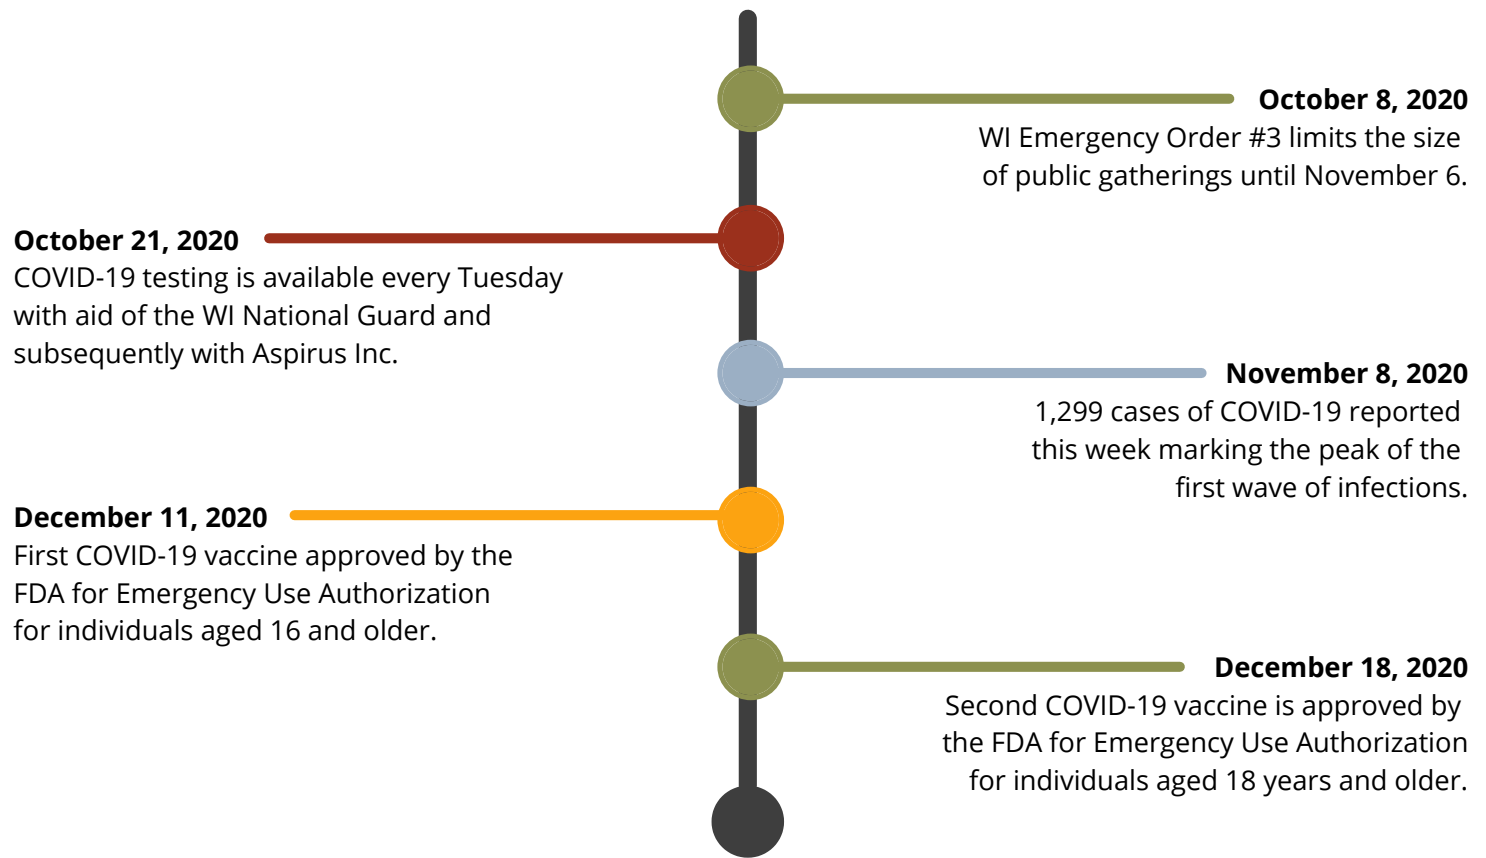 October 8, 2020
WI Emergency Order #3 limits the size
of public gatherings until November 6.
October 21, 2020
COVID-19 testing is available every Tuesday
with aid of the WI National Guard and
subsequently with Aspirus Inc.
November 8, 2020
1,299 cases of COVID-19 reported
this week marking the peak of the
first wave of infections.
December 11, 2020
First COVID-19 vaccine approved by the
FDA for Emergency Use Authorization
for individuals aged 16 and older.
December 18, 2020
Second COVID-19 vaccine is approved by
the FDA for Emergency Use Authorization
for individuals aged 18 years and older.